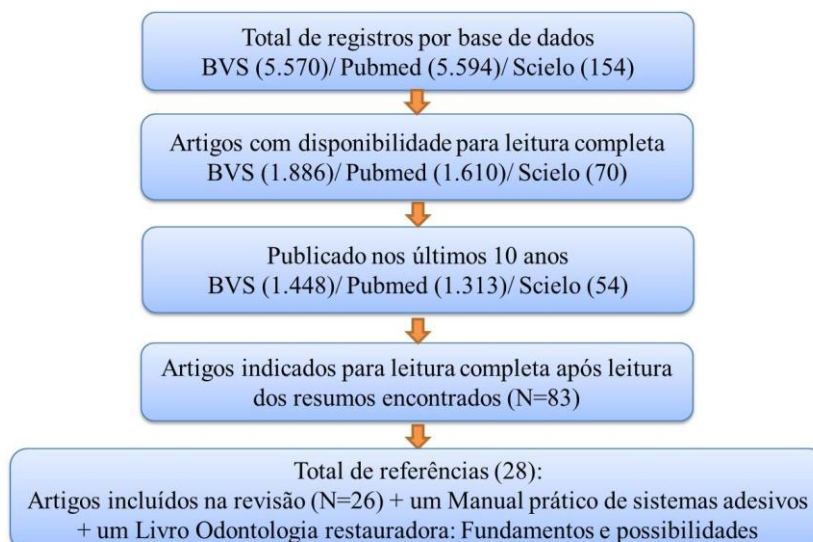 Total de registros por base de dados
BVS (5.570)/ Pubmed (5.594)/ Scielo (154)
Artigos com disponibilidade para leitura completa
BVS (1.886)/ Pubmed (1.610)/ Scielo (70)
Publicado nos últimos 10 anos
BVS (1.448)/ Pubmed (1.313)/ Scielo (54)
Artigos indicados para leitura completa após leitura
dos resumos encontrados (N=83)
Total de referências (28):
Artigos incluídos na revisão (N=26) + um Manual prático de sistemas adesivos
+ um Livro Odontologia restauradora: Fundamentos e possibilidades